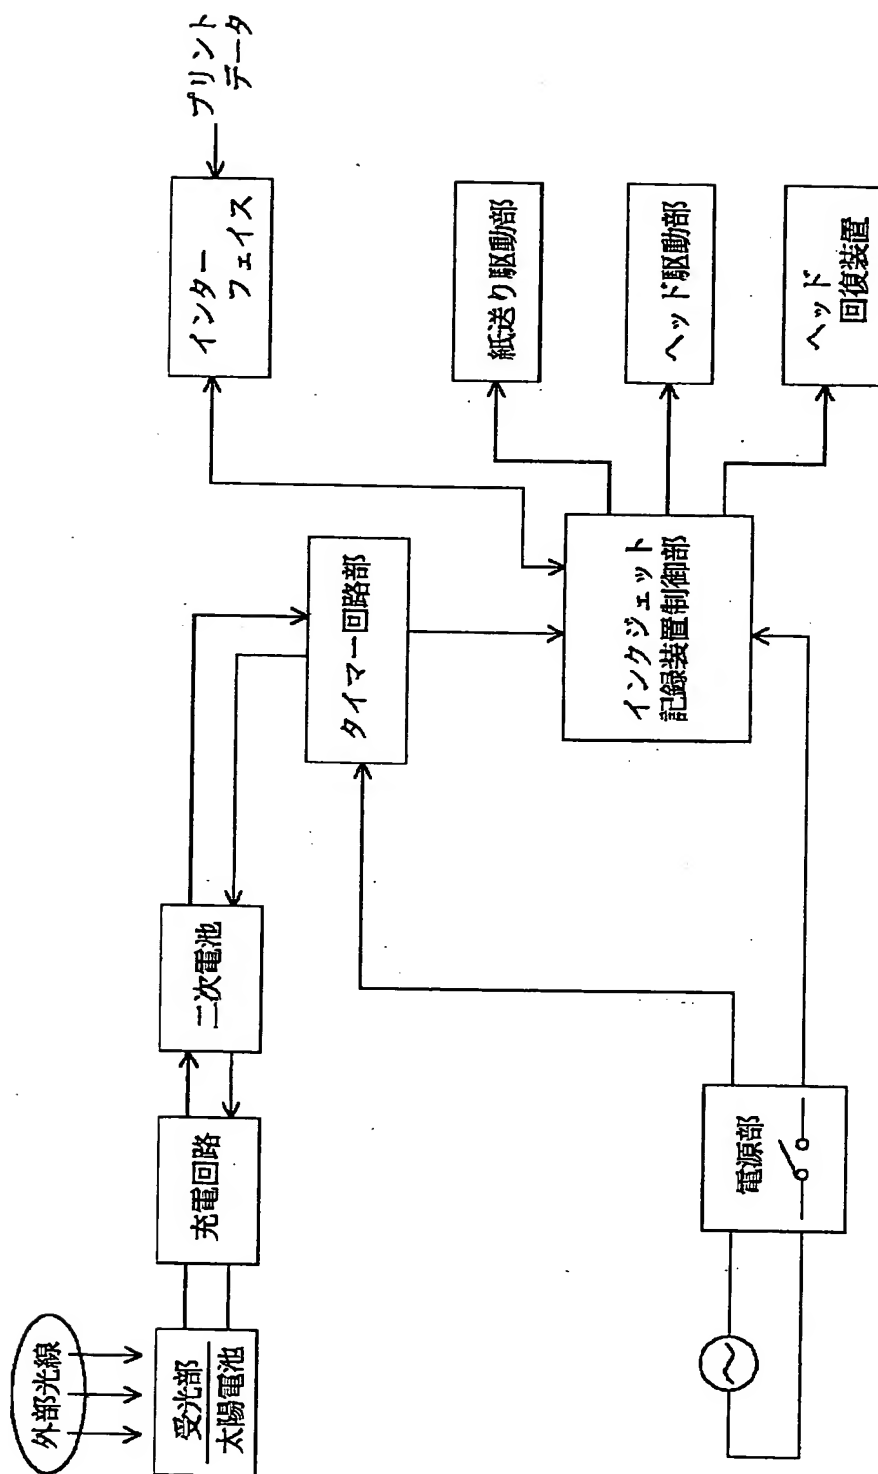 外部光線
受光部
太陽電池
充電回路
二次電池
タイマー回路部
インター
フェイス
プリント
データ
紙送り駆動部
ヘッド駆動部
ヘッド
回復装置
インクジェット
記録装置制御部
電源部